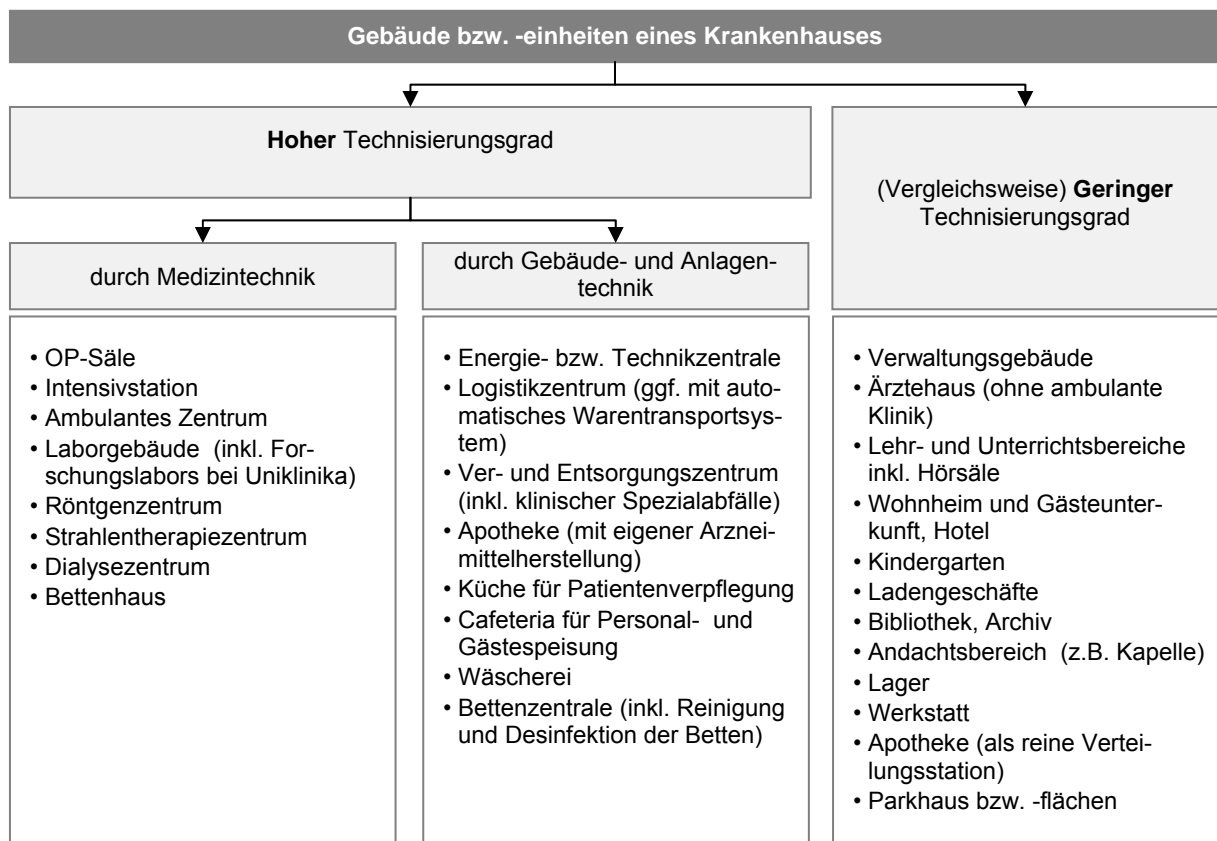 Gebäude bzw. -einheiten eines Krankenhauses
Hoher Technisierungsgrad
(Vergleichsweise) Geringer
Technisierungsgrad
durch Medizintechnik
durch Gebäude- und Anlagen-
technik
• OP-Säle
• Intensivstation
• Ambulantes Zentrum
• Laborgebäude (inkl. For-
schungslabors bei Uniklinika)
• Röntgenzentrum
• Strahlentherapiezentrum
• Dialysezentrum
• Bettenhaus
• Energie- bzw. Technikzentrale
• Logistikzentrum (ggf. mit auto-
matisches Warentransportsys-
tem)
• Ver- und Entsorgungszentrum
(inkl. klinischer Spezialabfälle)
• Apotheke (mit eigener Arznei-
mittelherstellung)
• Küche für Patientenverpflegung
• Cafeteria für Personal- und
Gästespeisung
• Wäscherei
• Bettenzentrale (inkl. Reinigung
und Desinfektion der Betten)
• Verwaltungsgebäude
• Ärztehaus (ohne ambulante
Klinik)
• Lehr- und Unterrichtsbereiche
inkl. Hörsäle
• Wohnheim und Gästeunter-
kunft, Hotel
• Kindergarten
• Ladengeschäfte
• Bibliothek, Archiv
• Andachtsbereich (z.B. Kapelle)
• Lager
• Werkstatt
• Apotheke (als reine Vertei-
lungsstation)
• Parkhaus bzw. -flächen